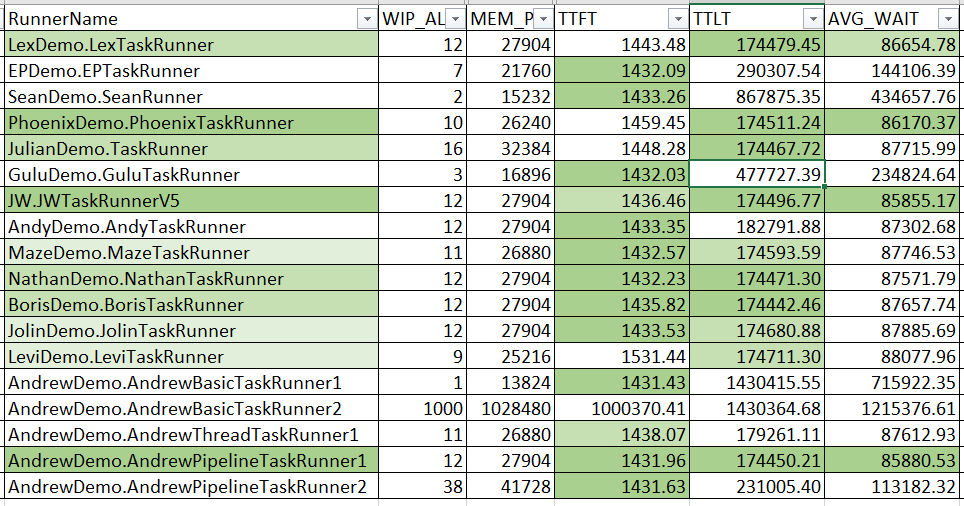 RunnerName WIP_AL MEM_P TTFT TTLT AVG_WAIT
LexDemo.LexTaskRunner 12 27904 1443.48 174479.45 86654.78
EPDemo.EPTaskRunner 7 21760 1432.09 290307.54 144106.39
SeanDemo.SeanRunner 2 15232 1433.26 867875.35 434657.76
PhoenixDemo.PhoenixTaskRunner 10 26240 1459.45 174511.24 86170.37
JulianDemo.TaskRunner 16 32384 1448.28 174467.72 87715.99
GuluDemo.GuluTaskRunner 3 16896 1432.03 477727.39 234824.64
JW.JWTaskRunnerV5 12 27904 1436.46 174496.77 85855.17
AndyDemo.AndyTaskRunner 12 27904 1433.35 182791.88 87302.68
MazeDemo.MazeTaskRunner 11 26880 1432.57 174593.59 87746.53
NathanDemo.NathanTaskRunner 12 27904 1432.23 174471.30 87571.79
BorisDemo.BorisTaskRunner 12 27904 1435.82 174442.46 87657.74
JolinDemo.JolinTaskRunner 12 27904 1433.53 174680.88 87885.69
LeviDemo.LeviTaskRunner 9 25216 1531.44 174711.30 88077.96
AndrewDemo.AndrewBasicTaskRunner1 1 13824 1431.43 1430415.55 715922.35
AndrewDemo.AndrewBasicTaskRunner2 1000 1028480 1000370.41 1430364.68 1215376.61
AndrewDemo.AndrewThreadTaskRunner1 11 26880 1438.07 179261.11 87612.93
AndrewDemo.AndrewPipelineTaskRunner1 12 27904 1431.96 174450.21 85880.53
AndrewDemo.AndrewPipelineTaskRunner2 38 41728 1431.63 231005.40 113182.32